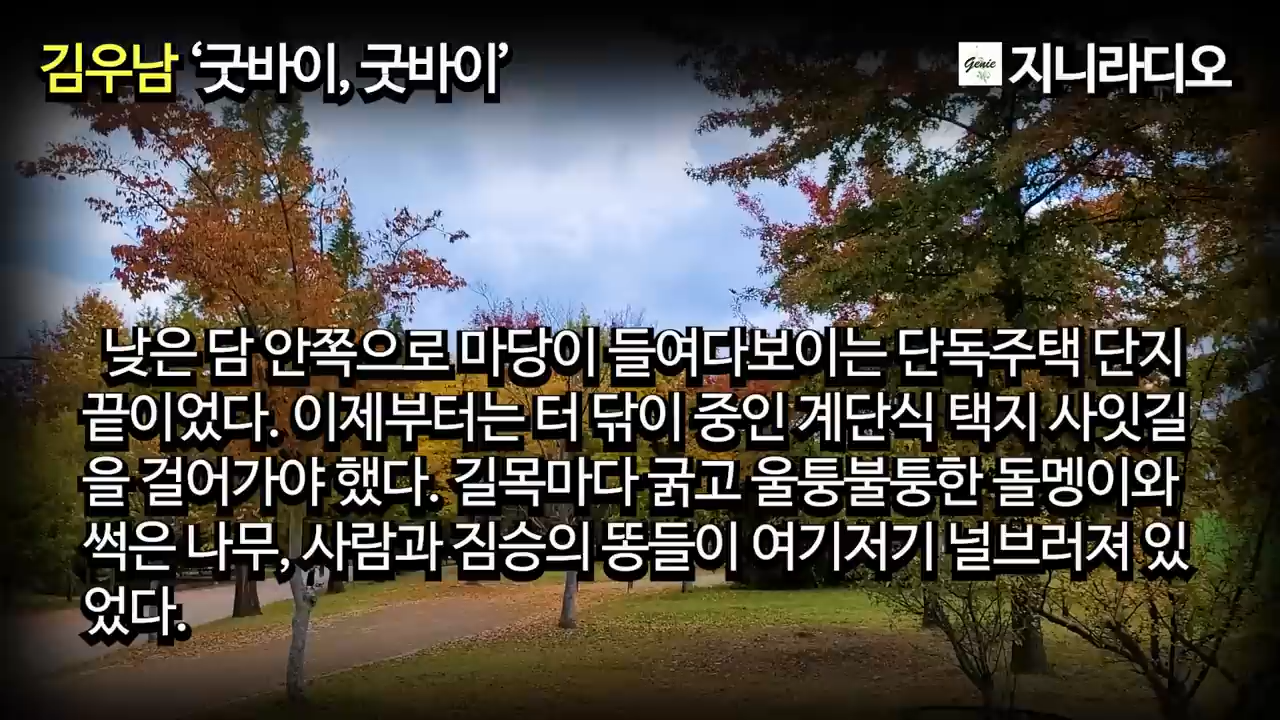 김우남 ‘굿바이, 굿바이’
Genie 지니라디오
낮은 담 안쪽으로 마당이 들여다보이는 단독주택 단지
끝이었다. 이제부터는 터 닦이 중인 계단식 택지 사잇길
을 걸어가야 했다. 길목마다 굵고 울퉁불퉁한 돌멩이와
썩은 나무, 사람과 짐승의 똥들이 여기저기 널브러져 있
었다.